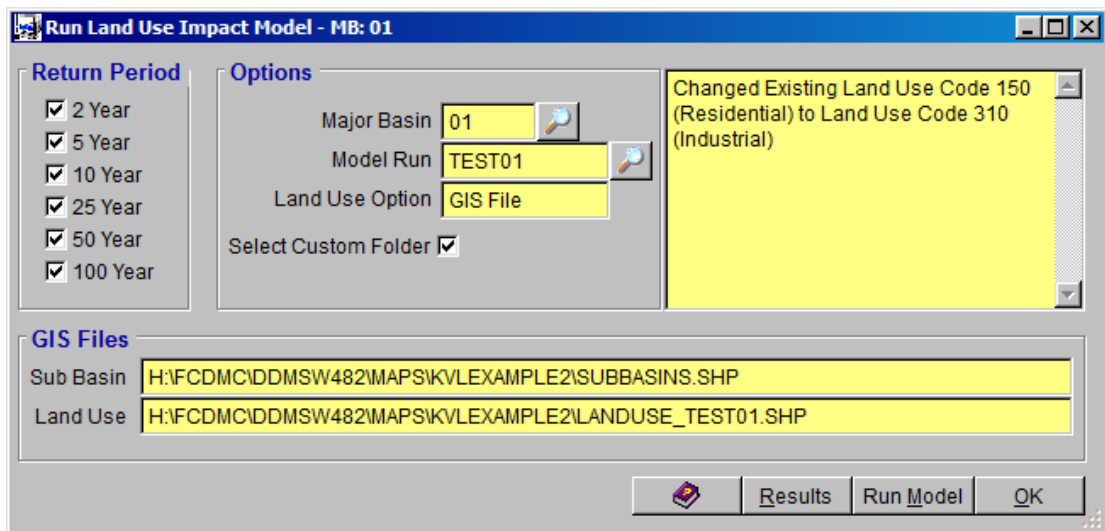 Run Land Use Impact Model - MB: 01
Return Period
2 Year
5 Year
10 Year
25 Year
50 Year
100 Year
Options
Major Basin 01
Model Run TEST01
Land Use Option GIS File
Select Custom Folder
Changed Existing Land Use Code 150
(Residential) to Land Use Code 310
(Industrial)
GIS Files
Sub Basin H:\FCDMC\DDMSW482\MAPS\KVLEXAMPLE2\SUBBASINS.SHP
Land Use H:\FCDMC\DDMSW482\MAPS\KVLEXAMPLE2\LANDUSE_TEST01.SHP
Results Run Model OK